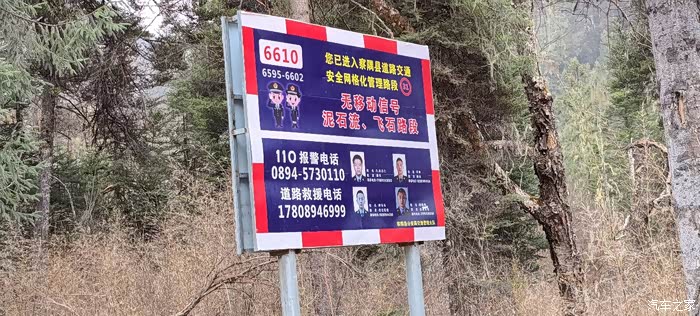 6610
6595-6602
您已进入察隅县道路交通
安全网格化管理路段
无移动信号
泥石流、飞石路段
110 报警电话
0894-5730110
道路救援电话
17808946999
汽车之家